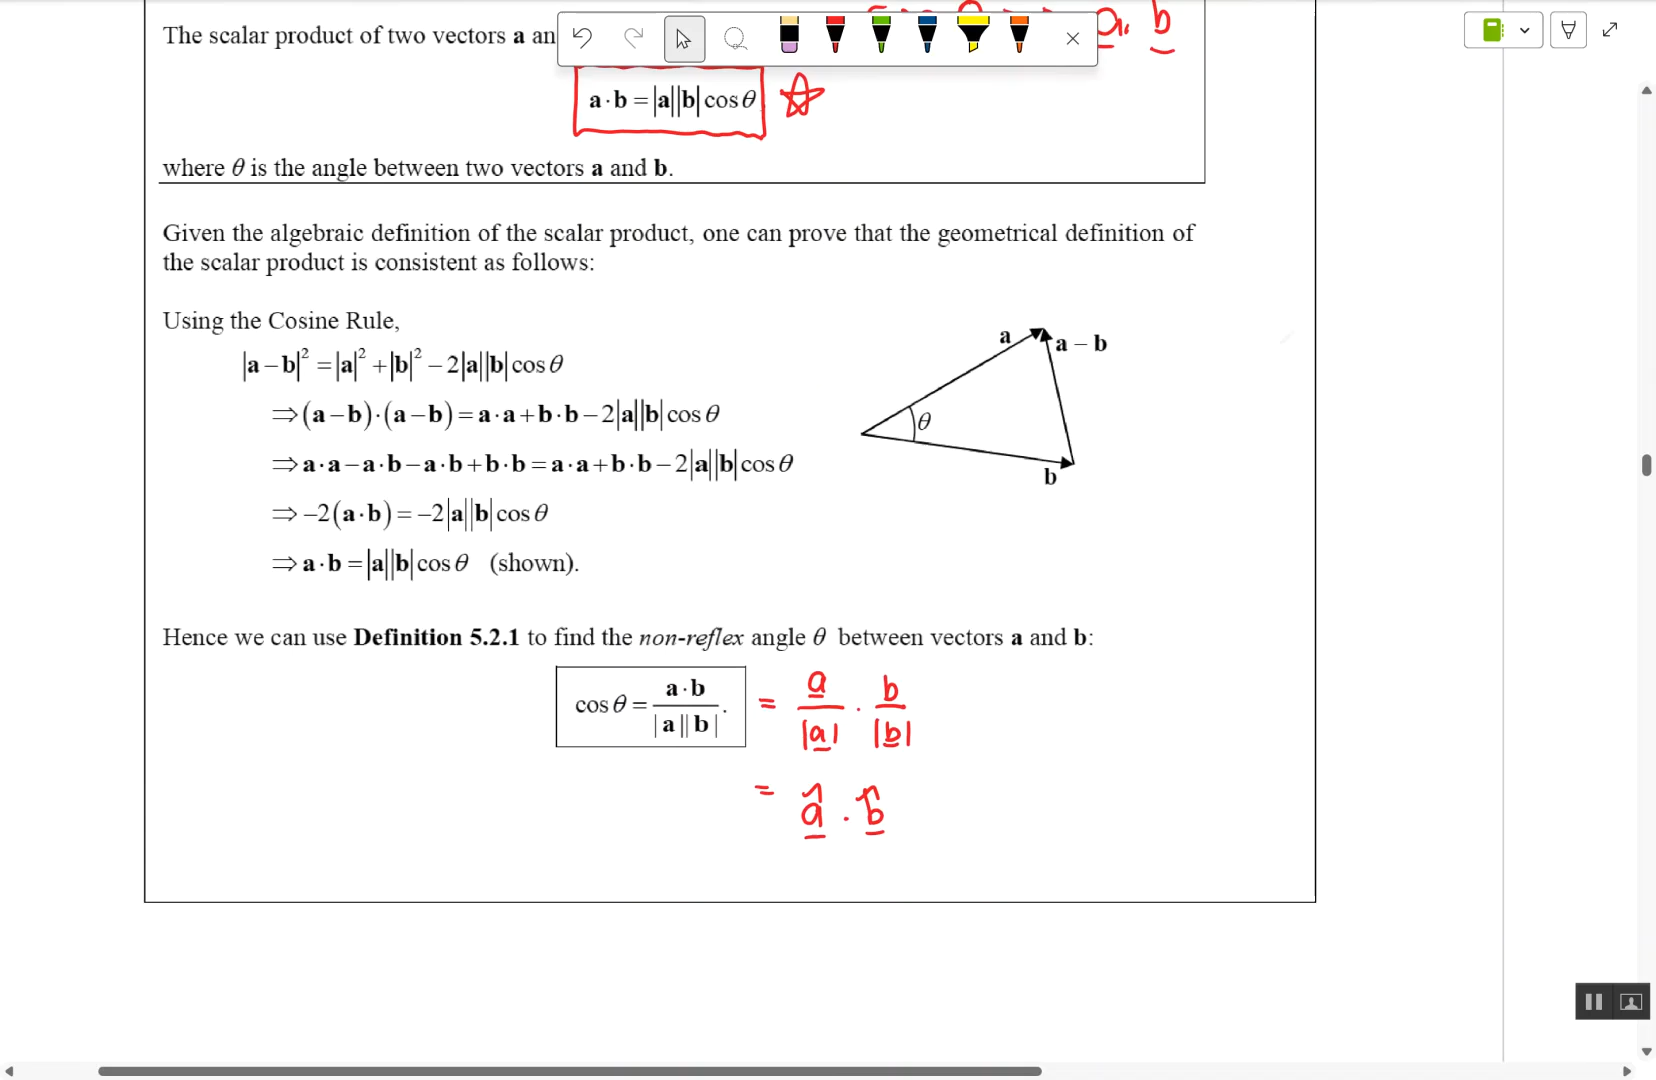 The scalar product of two vectors a an
a. b
a · b = |a||b| cos θ
where θ is the angle between two vectors a and b.
Given the algebraic definition of the scalar product, one can prove that the geometrical definition of
the scalar product is consistent as follows:
Using the Cosine Rule,
|a − b|² = |a|² + |b|² − 2|a||b| cos θ
⇒ (a − b) · (a − b) = a · a + b · b − 2|a||b| cos θ
⇒ a · a − a · b − a · b + b · b = a · a + b · b − 2|a||b| cos θ
⇒ −2(a · b) = −2|a||b| cos θ
⇒ a · b = |a||b| cos θ (shown).
a
a − b
θ
b
Hence we can use Definition 5.2.1 to find the non-reflex angle θ between vectors a and b:
cos θ = a · b / |a||b| . = a / |a| · b / |b|
= â · b̂